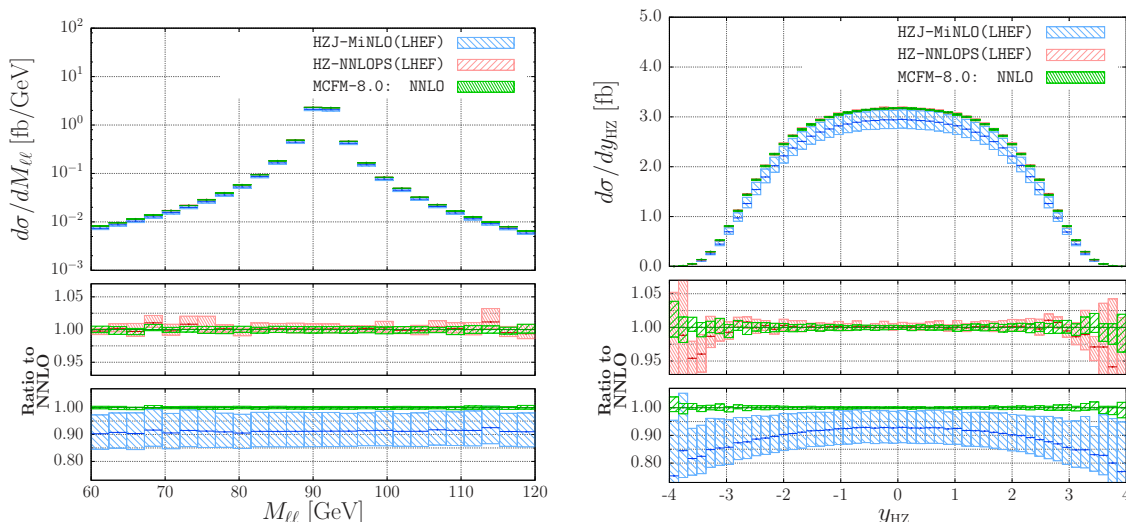 HZJ-MiNLO(LHEF)
HZ-NNLOPS(LHEF)
MCFM-8.0: NNLO
dσ/dM_ℓℓ [fb/GeV]
10²
10¹
10⁰
10⁻¹
10⁻²
10⁻³
1.05
1.00
0.95
Ratio to
NNLO
1.00
0.90
0.80
60 70 80 90 100 110 120
M_ℓℓ [GeV]
HZJ-MiNLO(LHEF)
HZ-NNLOPS(LHEF)
MCFM-8.0: NNLO
dσ/dy_HZ [fb]
5.0
4.0
3.0
2.0
1.0
0.0
1.05
1.00
0.95
Ratio to
NNLO
1.00
0.90
0.80
-4 -3 -2 -1 0 1 2 3 4
y_HZ